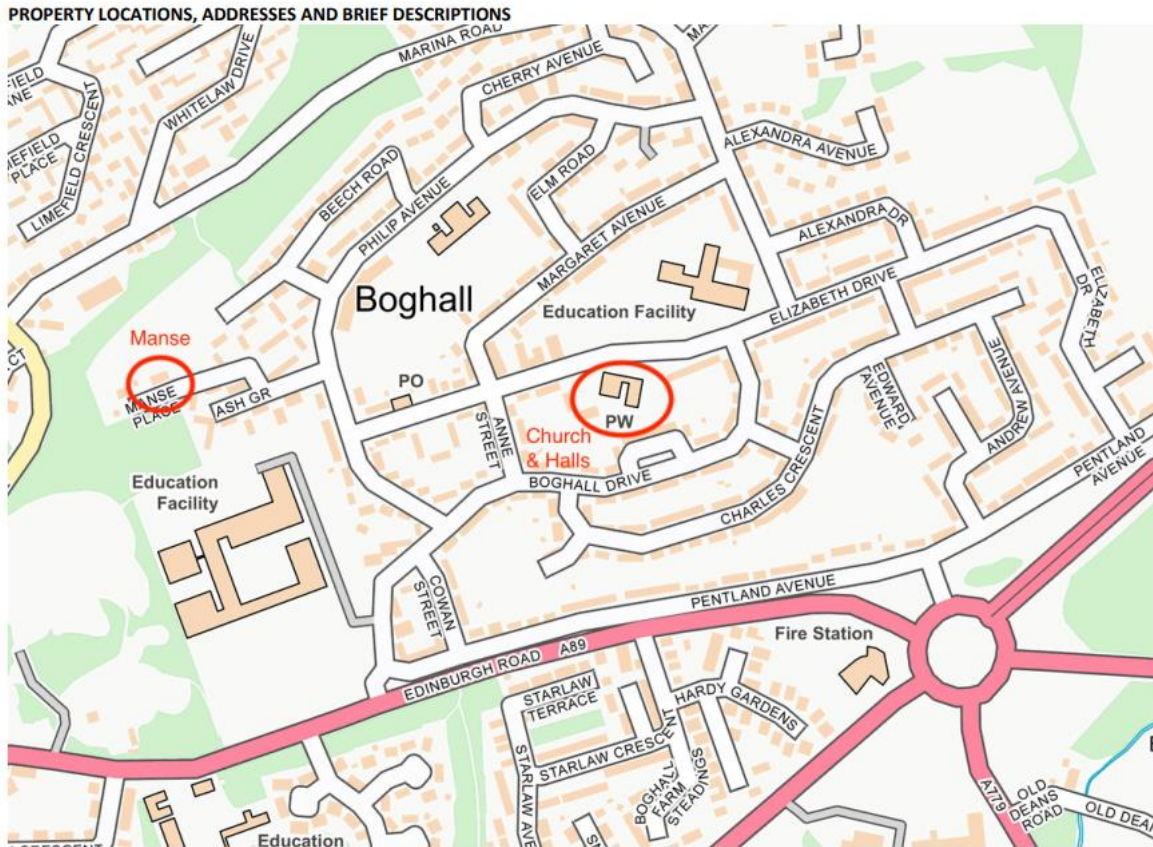 PROPERTY LOCATIONS, ADDRESSES AND BRIEF DESCRIPTIONS
MARINA ROAD
CHERRY AVENUE
WHITELAW DRIVE
LIMEFIELD CRESCENT
PLACE
BEECH ROAD
PHILIP AVENUE
ELM ROAD
MARGARET AVENUE
ALEXANDRA AVENUE
ALEXANDRA DR
ELIZABETH DRIVE
ELIZABETH
DR
Boghall
Education Facility
Manse
MANSE
PLACE
ASH GR
PO
PW
Church
& Halls
ANNE
STREET
BOGHALL DRIVE
CHARLES CRESCENT
EDWARD
AVENUE
ANDREW AVENUE
PENTLAND
AVENUE
Education
Facility
COWAN
STREET
PENTLAND AVENUE
EDINBURGH ROAD A89
Fire Station
STARLAW
TERRACE
HARDY GARDENS
STARLAW CRESCENT
STARLAW AVE
BOGHALL
FARM
STEADINGS
A779
OLD
DEANS
ROAD
OLD DEA
Education
CRESCENT